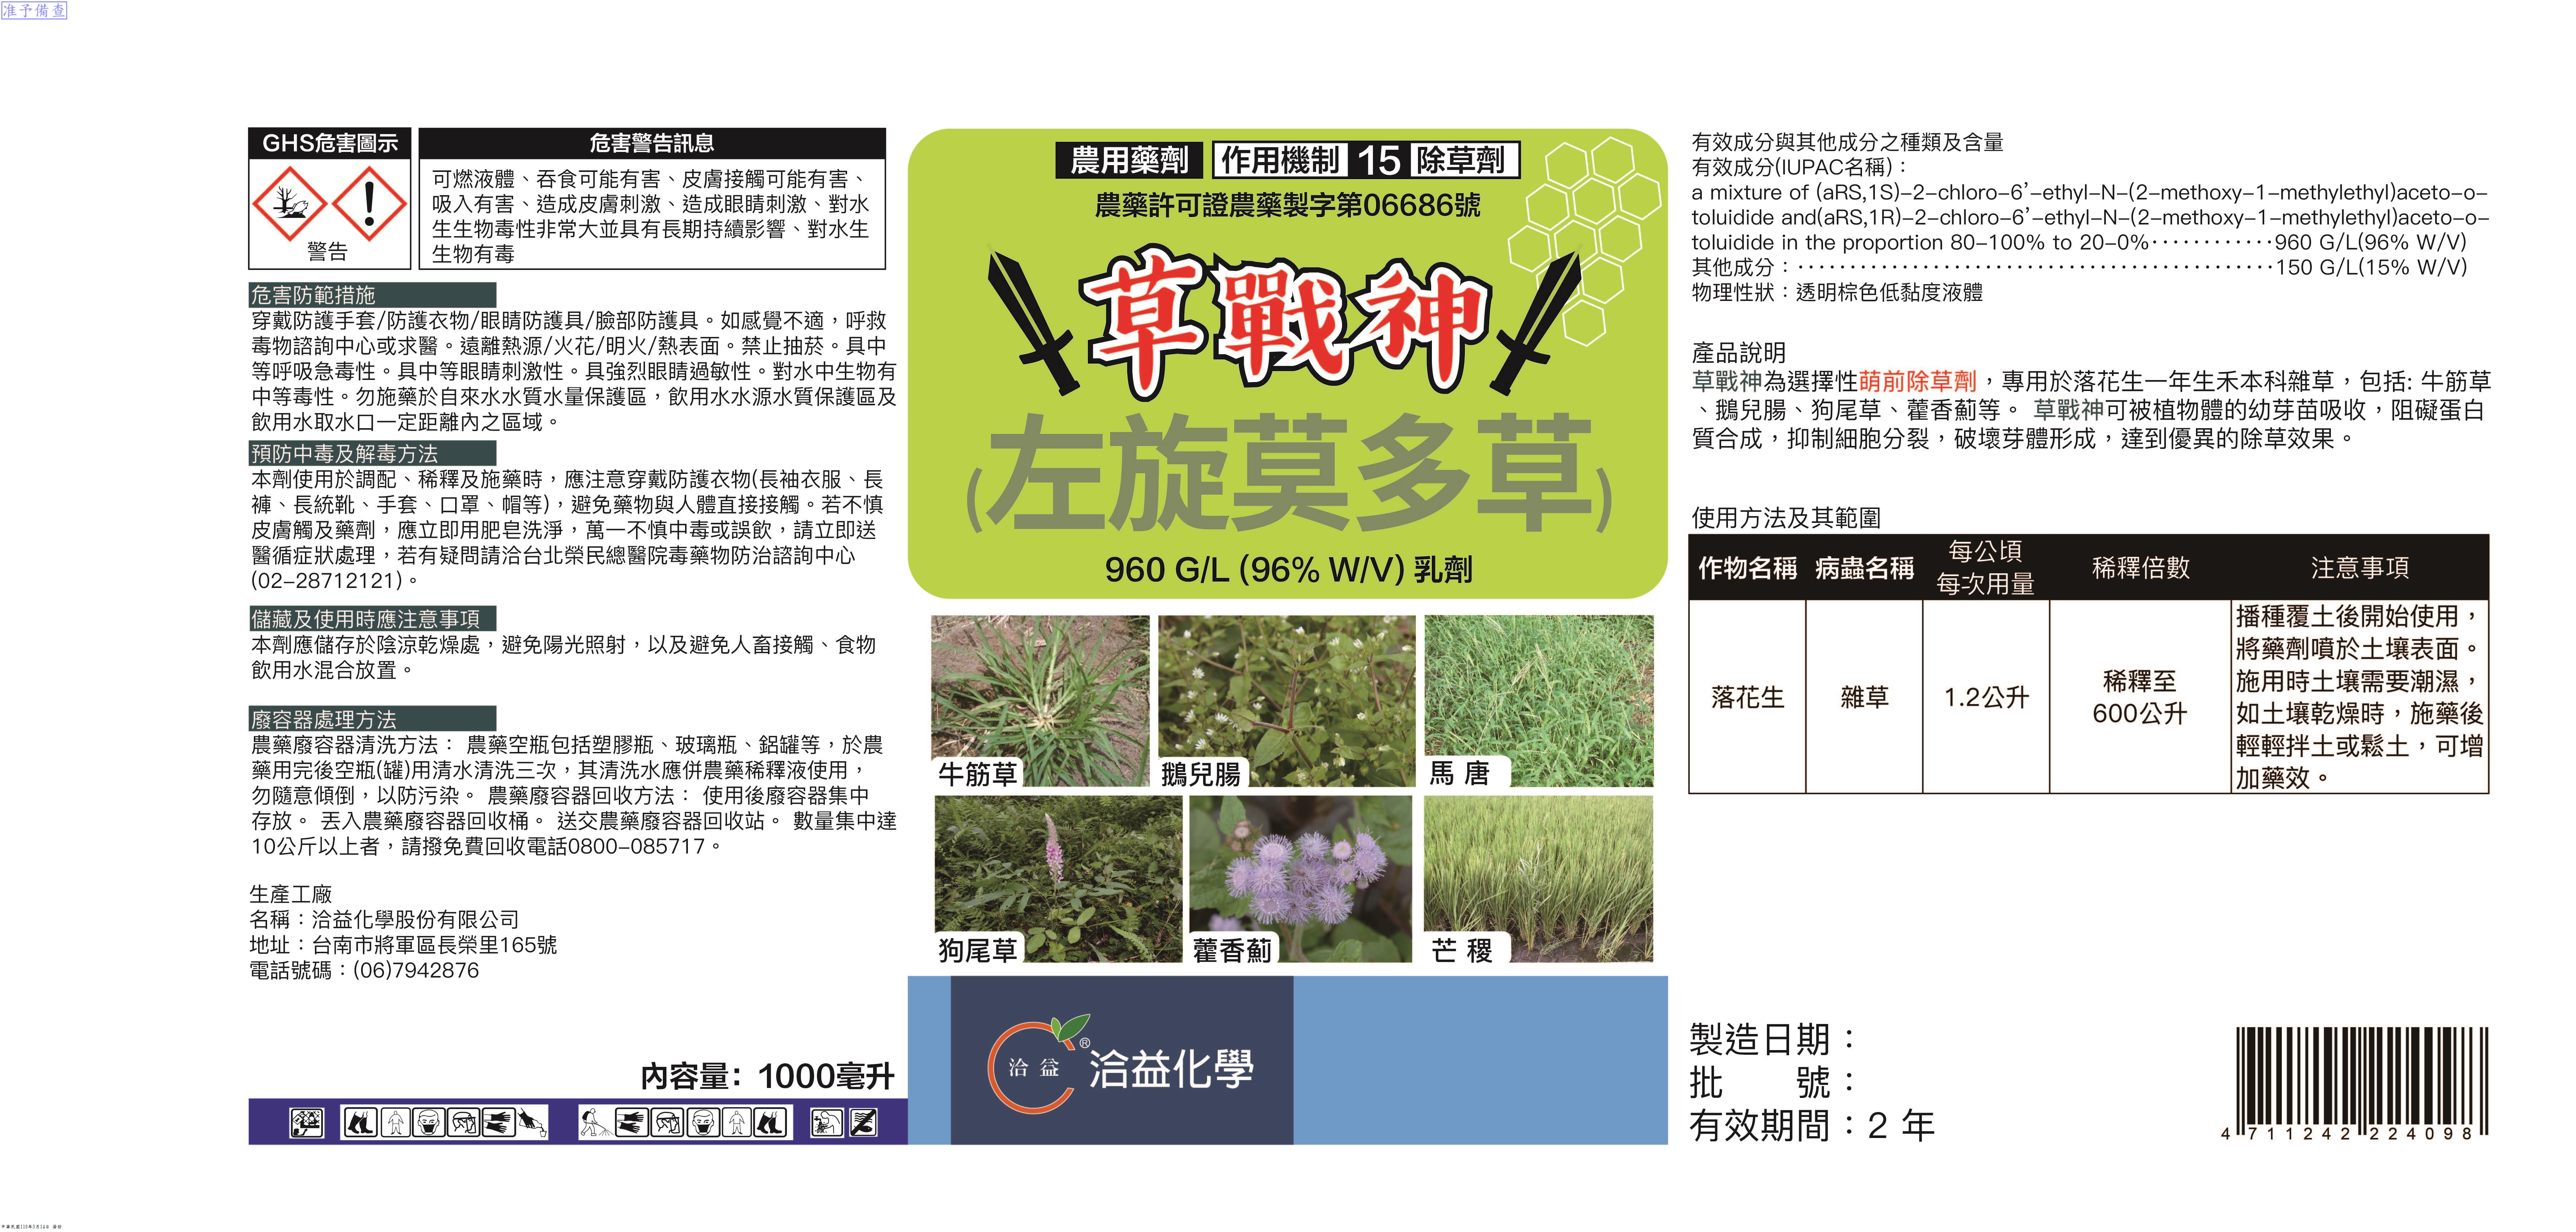 准予備查
GHS危害圖示
警告
危害警告訊息
可燃液體、吞食可能有害、皮膚接觸可能有害、
吸入有害、造成皮膚刺激、造成眼睛刺激、對水
生生物毒性非常大並具有長期持續影響、對水生
生物有毒
危害防範措施
穿戴防護手套/防護衣物/眼睛防護具/臉部防護具。如感覺不適，呼救
毒物諮詢中心或求醫。遠離熱源/火花/明火/熱表面。禁止抽菸。具中
等呼吸急毒性。具中等眼睛刺激性。具強烈眼睛過敏性。對水中生物有
中等毒性。勿施藥於自來水水質水量保護區，飲用水水源水質保護區及
飲用水取水口一定距離內之區域。
預防中毒及解毒方法
本劑使用於調配、稀釋及施藥時，應注意穿戴防護衣物(長袖衣服、長
褲、長統靴、手套、口罩、帽等)，避免藥物與人體直接接觸。若不慎
皮膚觸及藥劑，應立即用肥皂洗淨，萬一不慎中毒或誤飲，請立即送
醫循症狀處理，若有疑問請洽台北榮民總醫院毒藥物防治諮詢中心
(02-28712121)。
儲藏及使用時應注意事項
本劑應儲存於陰涼乾燥處，避免陽光照射，以及避免人畜接觸、食物
飲用水混合放置。
廢容器處理方法
農藥廢容器清洗方法： 農藥空瓶包括塑膠瓶、玻璃瓶、鋁罐等，於農
藥用完後空瓶(罐)用清水清洗三次，其清洗水應併農藥稀釋液使用，
勿隨意傾倒，以防污染。 農藥廢容器回收方法： 使用後廢容器集中
存放。 丟入農藥廢容器回收桶。 送交農藥廢容器回收站。 數量集中達
10公斤以上者，請撥免費回收電話0800-085717。
生產工廠
名稱：洽益化學股份有限公司
地址：台南市將軍區長榮里165號
電話號碼：(06)7942876
內容量：1000毫升
農用藥劑 作用機制 15 除草劑
農藥許可證農藥製字第06686號
草戰神
(左旋莫多草)
960 G/L (96% W/V) 乳劑
牛筋草 鵝兒腸 馬 唐
狗尾草 藿香薊 芒 稷
洽 益 ® 洽益化學
有效成分與其他成分之種類及含量
有效成分(IUPAC名稱)：
a mixture of (aRS,1S)-2-chloro-6'-ethyl-N-(2-methoxy-1-methylethyl)aceto-o-
toluidide and(aRS,1R)-2-chloro-6'-ethyl-N-(2-methoxy-1-methylethyl)aceto-o-
toluidide in the proportion 80-100% to 20-0%············960 G/L(96% W/V)
其他成分：··············································150 G/L(15% W/V)
物理性狀：透明棕色低黏度液體
產品說明
草戰神為選擇性萌前除草劑，專用於落花生一年生禾本科雜草，包括: 牛筋草
、鵝兒腸、狗尾草、藿香薊等。 草戰神可被植物體的幼芽苗吸收，阻礙蛋白
質合成，抑制細胞分裂，破壞芽體形成，達到優異的除草效果。
使用方法及其範圍
作物名稱 病蟲名稱 每公頃 每次用量 稀釋倍數 注意事項
落花生 雜草 1.2公升 稀釋至 600公升
播種覆土後開始使用，
將藥劑噴於土壤表面。
施用時土壤需要潮濕，
如土壤乾燥時，施藥後
輕輕拌土或鬆土，可增
加藥效。
製造日期：
批 號：
有效期間：2 年
4 711242 224098